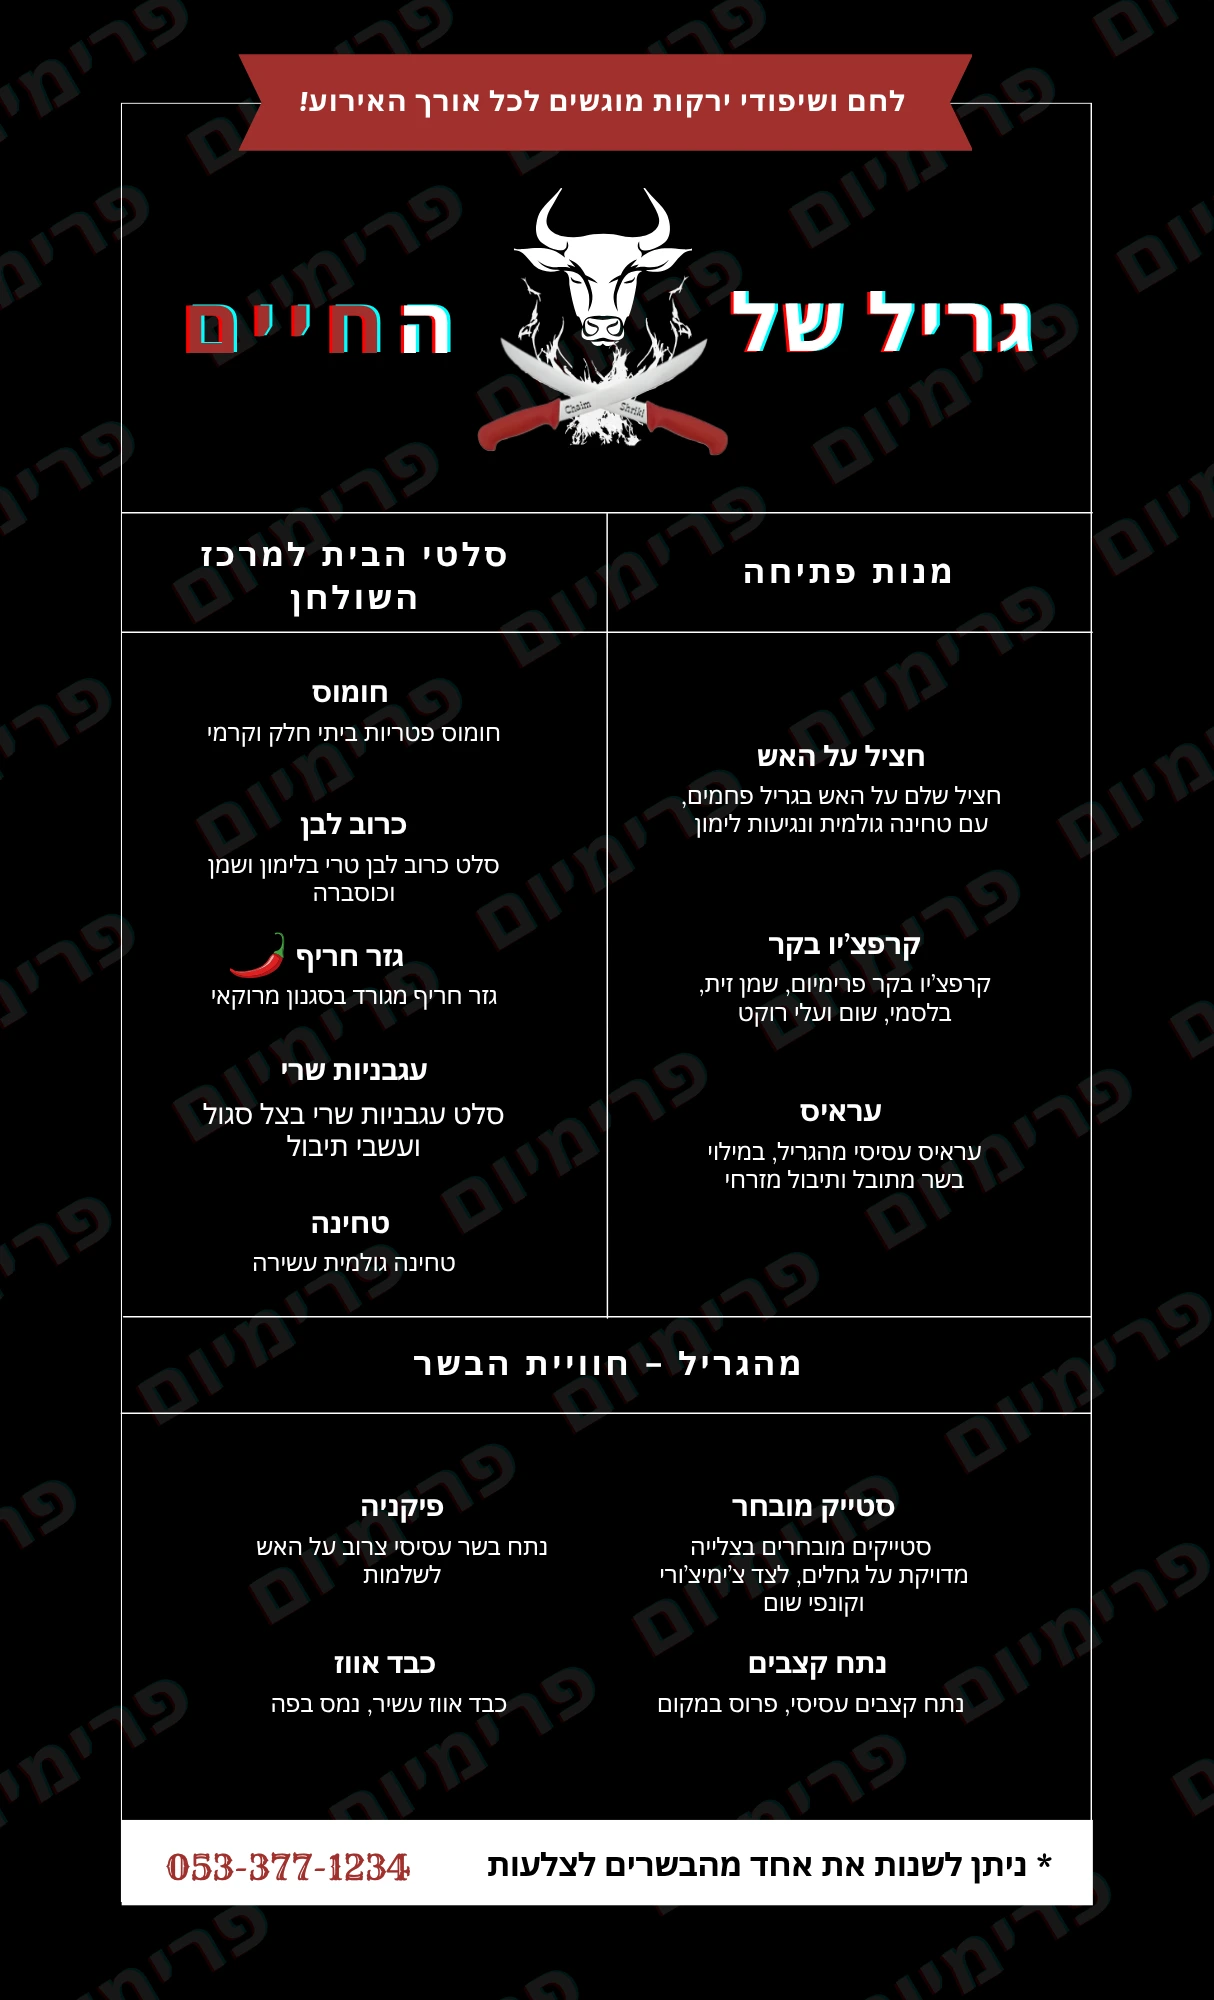 לחם ושיפודי ירקות מוגשים לכל אורך האירוע!
גריל של החיים
Chaim Shriki
מנות פתיחה
חציל על האש
חציל שלם על האש בגריל פחמים,
עם טחינה גולמית ונגיעות לימון
קרפצ’יו בקר
קרפצ’יו בקר פרימיום, שמן זית,
בלסמי, שום ועלי רוקט
עראיס
עראיס עסיסי מהגריל, במילוי
בשר מתובל ותיבול מזרחי
סלטי הבית למרכז
השולחן
חומוס
חומוס פטריות ביתי חלק וקרמי
כרוב לבן
סלט כרוב לבן טרי בלימון ושמן
וכוסברה
גזר חריף
גזר חריף מגורד בסגנון מרוקאי
עגבניות שרי
סלט עגבניות שרי בצל סגול
ועשבי תיבול
טחינה
טחינה גולמית עשירה
מהגריל – חוויית הבשר
סטייק מובחר
סטייקים מובחרים בצלייה
מדויקת על גחלים, לצד צ’ימיצ’ורי
וקונפי שום
נתח קצבים
נתח קצבים עסיסי, פרוס במקום
פיקניה
נתח בשר עסיסי צרוב על האש
לשלמות
כבד אווז
כבד אווז עשיר, נמס בפה
* ניתן לשנות את אחד מהבשרים לצלעות
053-377-1234
פרימיום